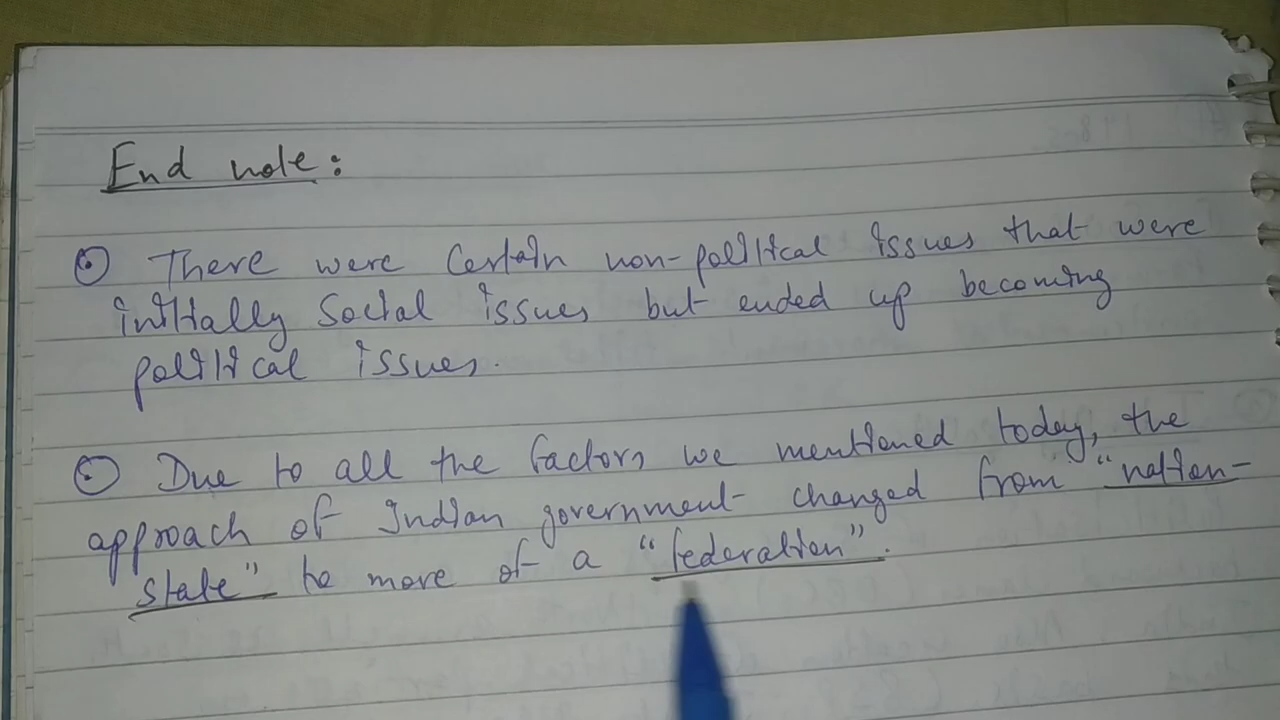 End note:
There were certain non-political issues that were
initially social issues but ended up becoming
political issues.
Due to all the factors we mentioned today, the
approach of Indian government changed from "nation-
state" to more of a "federation".